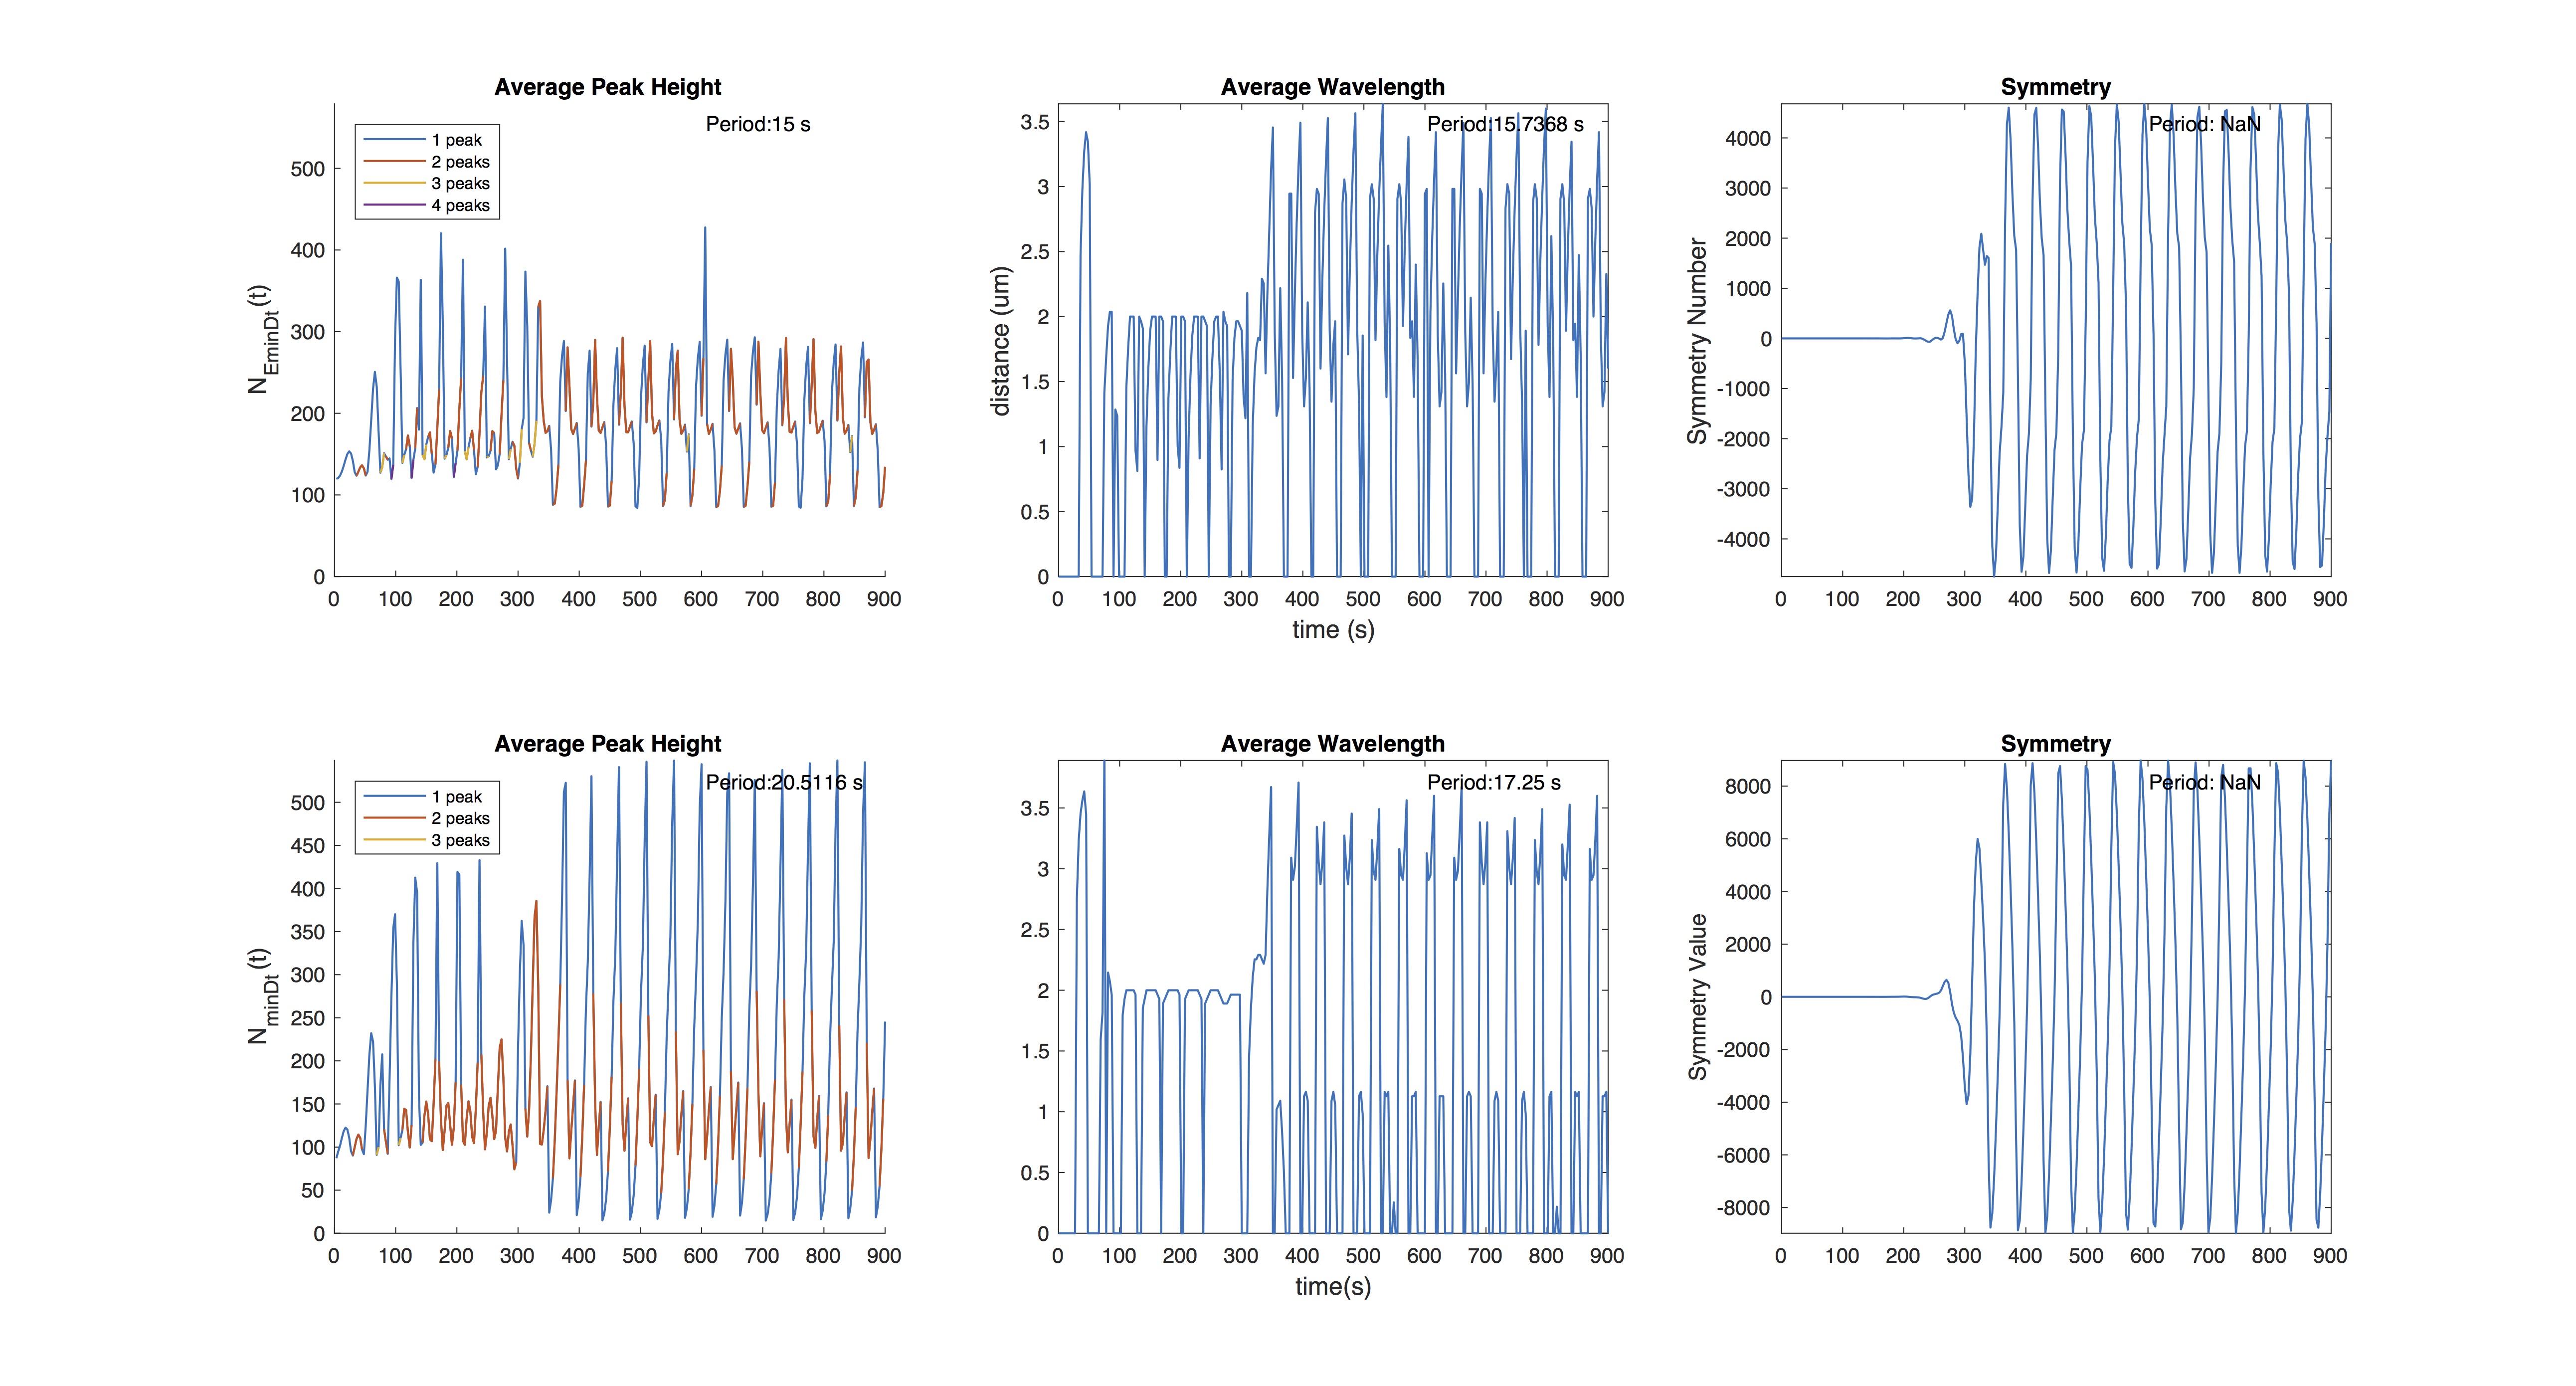 Average Peak Height
Period:15 s
1 peak
2 peaks
3 peaks
4 peaks
N_EminDt(t)
500
400
300
200
100
0
0 100 200 300 400 500 600 700 800 900
Average Wavelength
Period:15.7368 s
distance (um)
3.5
3
2.5
2
1.5
1
0.5
0
0 100 200 300 400 500 600 700 800 900
time (s)
Symmetry
Period: NaN
Symmetry Number
4000
3000
2000
1000
0
-1000
-2000
-3000
-4000
0 100 200 300 400 500 600 700 800 900
Average Peak Height
Period:20.5116 s
1 peak
2 peaks
3 peaks
N_minDt(t)
500
450
400
350
300
250
200
150
100
50
0
0 100 200 300 400 500 600 700 800 900
Average Wavelength
Period:17.25 s
3.5
3
2.5
2
1.5
1
0.5
0
0 100 200 300 400 500 600 700 800 900
time(s)
Symmetry
Period: NaN
Symmetry Value
8000
6000
4000
2000
0
-2000
-4000
-6000
-8000
0 100 200 300 400 500 600 700 800 900